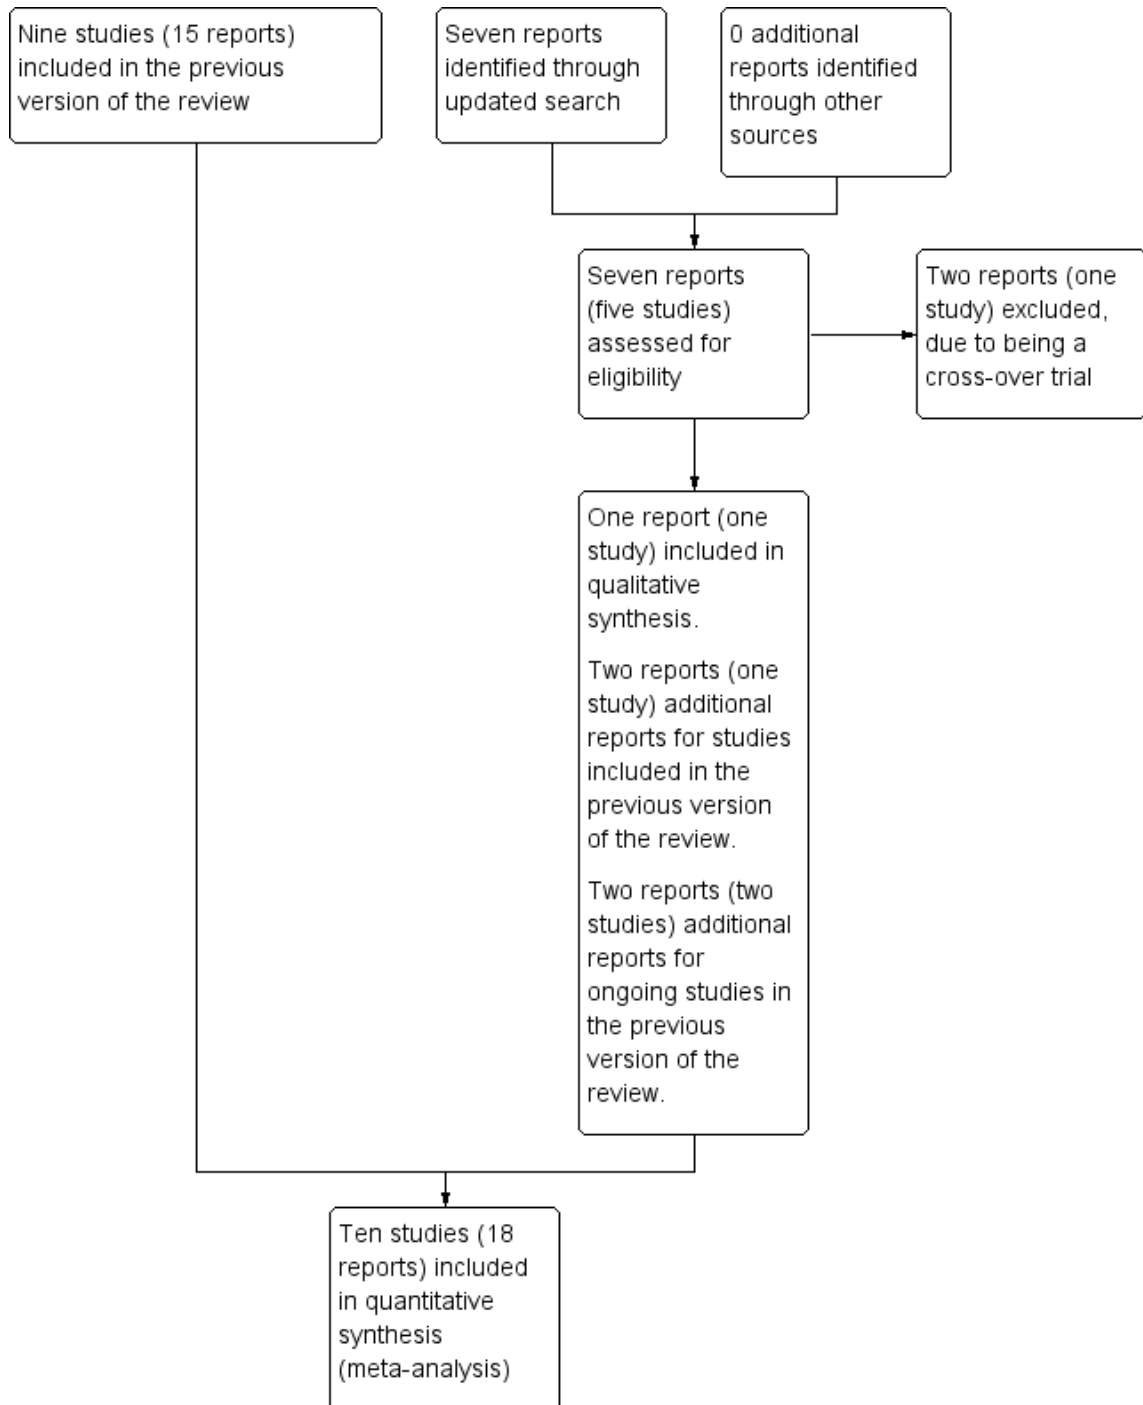 Nine studies (15 reports)
included in the previous
version of the review
Seven reports
identified through
updated search
0 additional
reports identified
through other
sources
Seven reports
(five studies)
assessed for
eligibility
Two reports (one
study) excluded,
due to being a
cross-over trial
One report (one
study) included in
qualitative
synthesis.
Two reports (one
study) additional
reports for studies
included in the
previous version
of the review.
Two reports (two
studies) additional
reports for
ongoing studies in
the previous
version of the
review.
Ten studies (18
reports) included
in quantitative
synthesis
(meta-analysis)